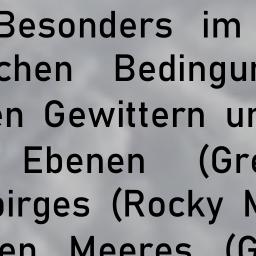 Besonders im
chen Bedingun
en Gewittern un
Ebenen (Gre
birges (Rocky M
en Meeres (G